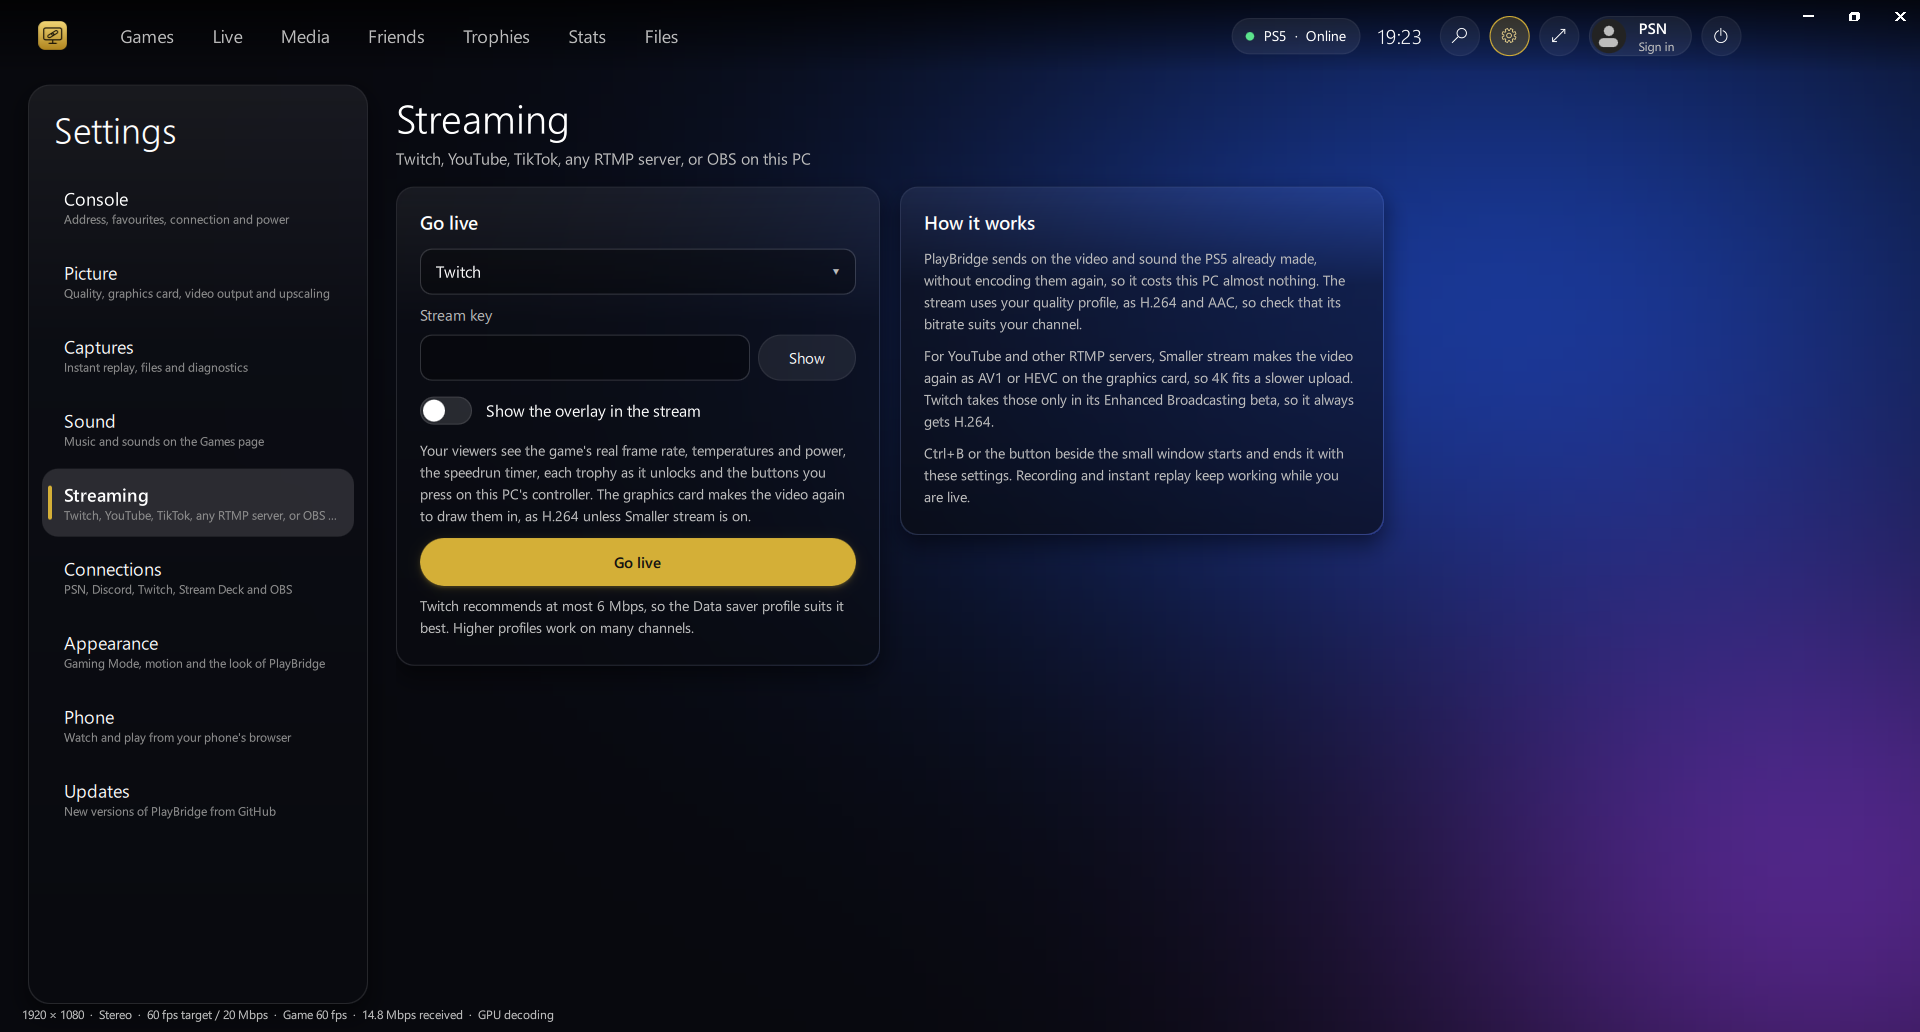 Games
Live
Media
Friends
Trophies
Stats
Files
PS5 · Online
19:23
PSN
Sign in
Settings
Console
Address, favourites, connection and power
Picture
Quality, graphics card, video output and upscaling
Captures
Instant replay, files and diagnostics
Sound
Music and sounds on the Games page
Streaming
Twitch, YouTube, TikTok, any RTMP server, or OBS ...
Connections
PSN, Discord, Twitch, Stream Deck and OBS
Appearance
Gaming Mode, motion and the look of PlayBridge
Phone
Watch and play from your phone's browser
Updates
New versions of PlayBridge from GitHub
Streaming
Twitch, YouTube, TikTok, any RTMP server, or OBS on this PC
Go live
Twitch
Stream key
Show
Show the overlay in the stream
Your viewers see the game's real frame rate, temperatures and power,
the speedrun timer, each trophy as it unlocks and the buttons you
press on this PC's controller. The graphics card makes the video again
to draw them in, as H.264 unless Smaller stream is on.
Go live
Twitch recommends at most 6 Mbps, so the Data saver profile suits it
best. Higher profiles work on many channels.
How it works
PlayBridge sends on the video and sound the PS5 already made,
without encoding them again, so it costs this PC almost nothing. The
stream uses your quality profile, as H.264 and AAC, so check that its
bitrate suits your channel.
For YouTube and other RTMP servers, Smaller stream makes the video
again as AV1 or HEVC on the graphics card, so 4K fits a slower upload.
Twitch takes those only in its Enhanced Broadcasting beta, so it always
gets H.264.
Ctrl+B or the button beside the small window starts and ends it with
these settings. Recording and instant replay keep working while you
are live.
1920 × 1080 · Stereo · 60 fps target / 20 Mbps · Game 60 fps · 14.8 Mbps received · GPU decoding